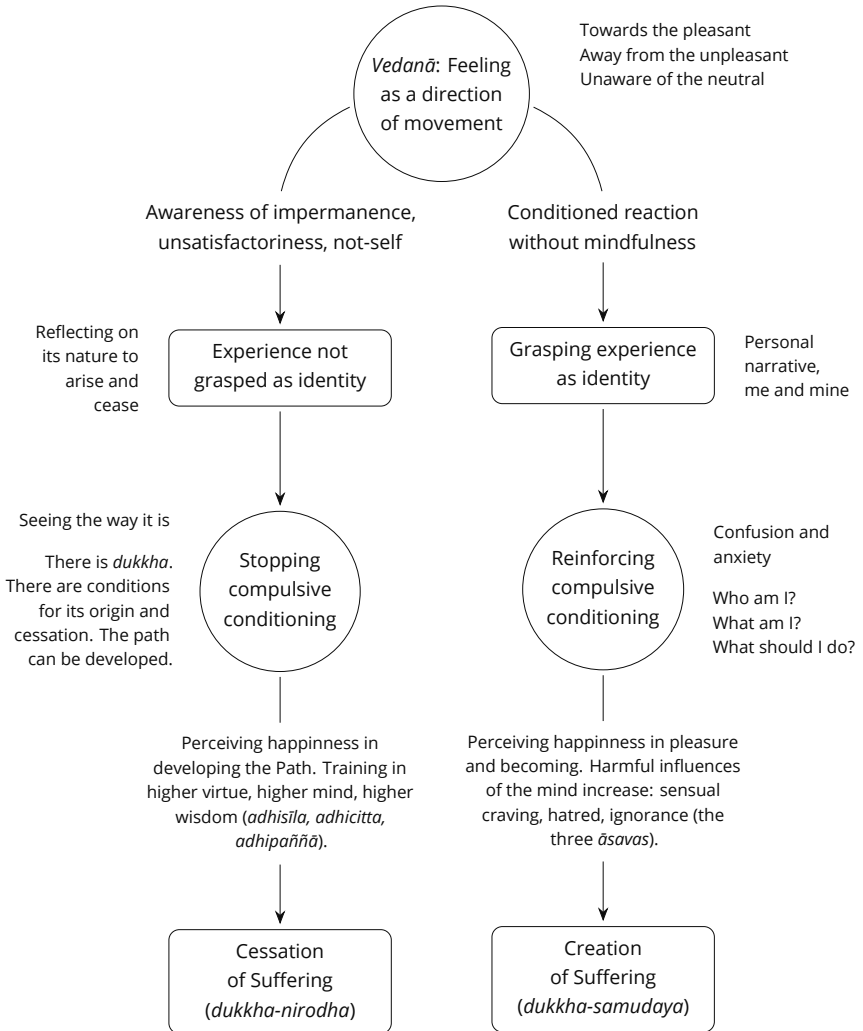 Vedanā: Feeling
as a direction
of movement
Towards the pleasant
Away from the unpleasant
Unaware of the neutral
Awareness of impermanence,
unsatisfactoriness, not-self
Conditioned reaction
without mindfulness
Reflecting on
its nature to
arise and
cease
Experience not
grasped as identity
Grasping experience
as identity
Personal
narrative,
me and mine
Seeing the way it is
There is dukkha.
There are conditions
for its origin and
cessation. The path
can be developed.
Stopping
compulsive
conditioning
Reinforcing
compulsive
conditioning
Confusion and
anxiety
Who am I?
What am I?
What should I do?
Perceiving happinness in
developing the Path. Training in
higher virtue, higher mind, higher
wisdom (adhisīla, adhicitta,
adhipaññā).
Perceiving happinness in pleasure
and becoming. Harmful influences
of the mind increase: sensual
craving, hatred, ignorance (the
three āsavas).
Cessation
of Suffering
(dukkha-nirodha)
Creation
of Suffering
(dukkha-samudaya)